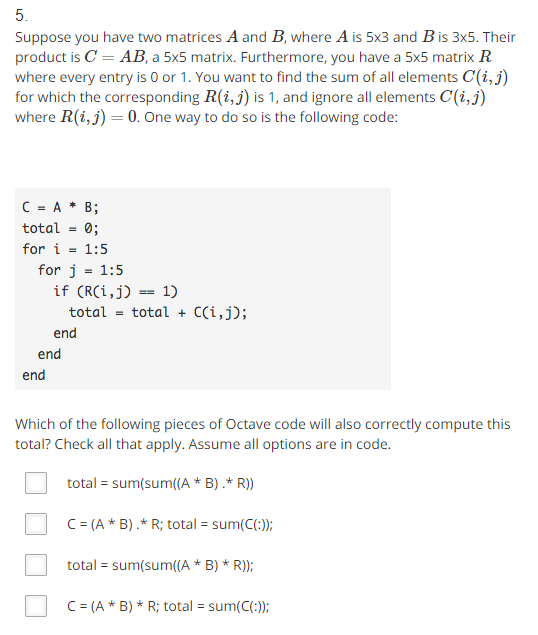 5.
Suppose you have two matrices A and B, where A is 5x3 and B is 3x5. Their
product is C = AB, a 5x5 matrix. Furthermore, you have a 5x5 matrix R
where every entry is 0 or 1. You want to find the sum of all elements C(i,j)
for which the corresponding R(i,j) is 1, and ignore all elements C(i,j)
where R(i,j) = 0. One way to do so is the following code:
C = A * B;
total = 0;
for i = 1:5
for j = 1:5
if (R(i,j) == 1)
total = total + C(i,j);
end
end
end
Which of the following pieces of Octave code will also correctly compute this
total? Check all that apply. Assume all options are in code.
total = sum(sum((A * B) .* R))
C = (A * B) .* R; total = sum(C(:));
total = sum(sum((A * B) * R));
C = (A * B) * R; total = sum(C(:));